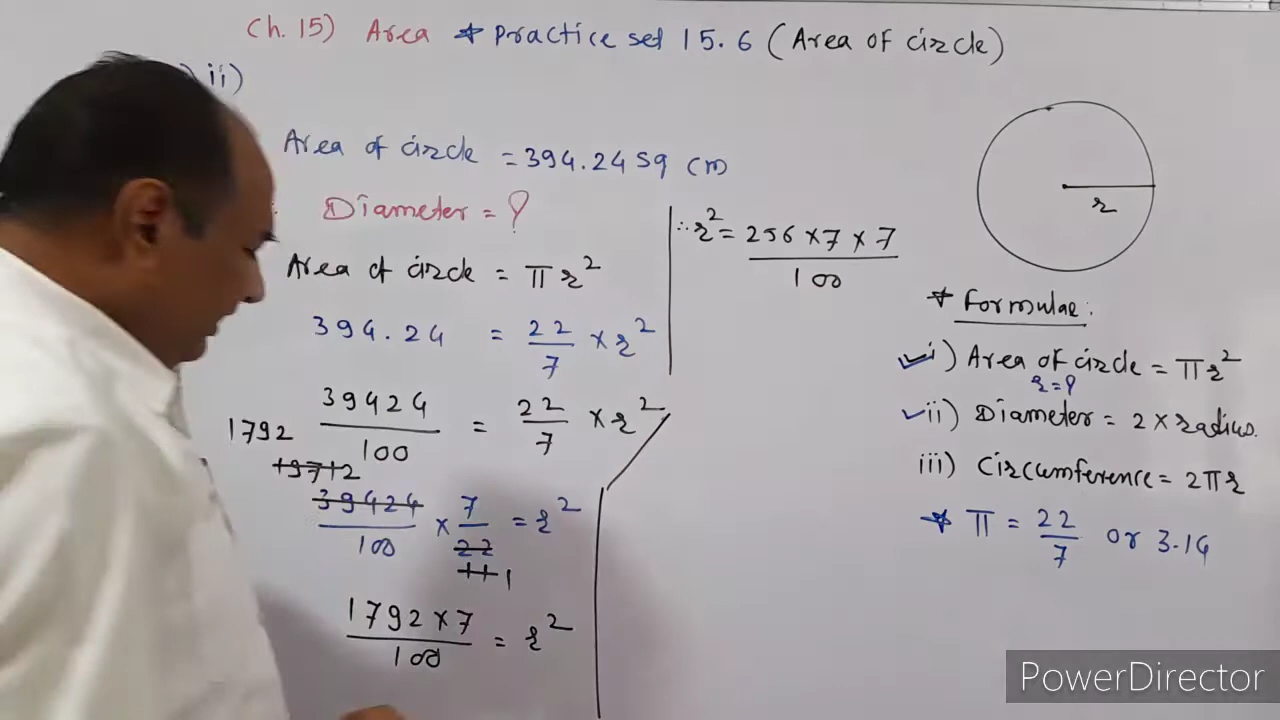 Ch. 15) Area * Practice set 15.6 (Area of circle)
ii)
Area of circle = 394.24 sq cm
Diameter = ?
Area of circle = π r²
394.24 = 22/7 × r²
39424/100 = 22/7 × r²
1792
19712
39424/100 × 7/22 = r²
11 1
1792 × 7/100 = r²
∴ r² = 256 × 7 × 7/100
r
* Formulae:
i) Area of circle = π r²
r = ?
ii) Diameter = 2 × radius.
iii) Circumference = 2πr
* π = 22/7 or 3.14
PowerDirector